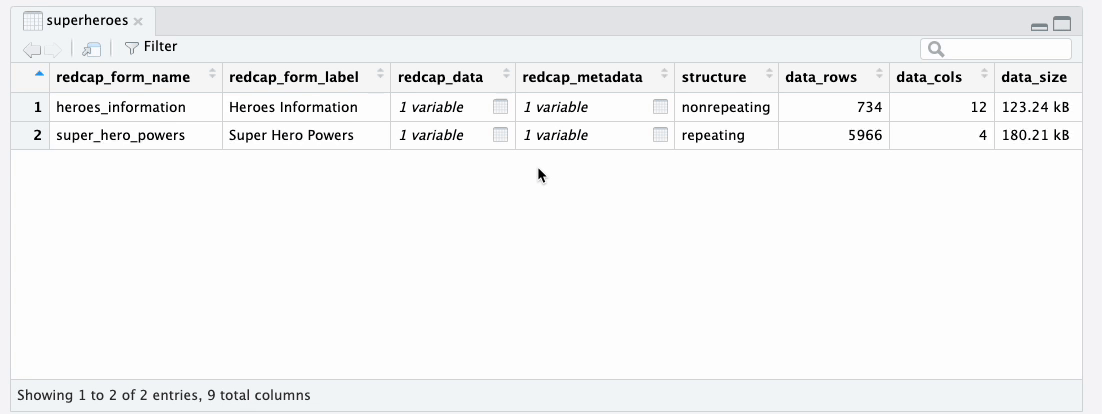 superheroes
Filter
redcap_form_name redcap_form_label redcap_data redcap_metadata structure data_rows data_cols data_size
1 heroes_information Heroes Information 1 variable 1 variable nonrepeating 734 12 123.24 kB
2 super_hero_powers Super Hero Powers 1 variable 1 variable repeating 5966 4 180.21 kB
Showing 1 to 2 of 2 entries, 9 total columns